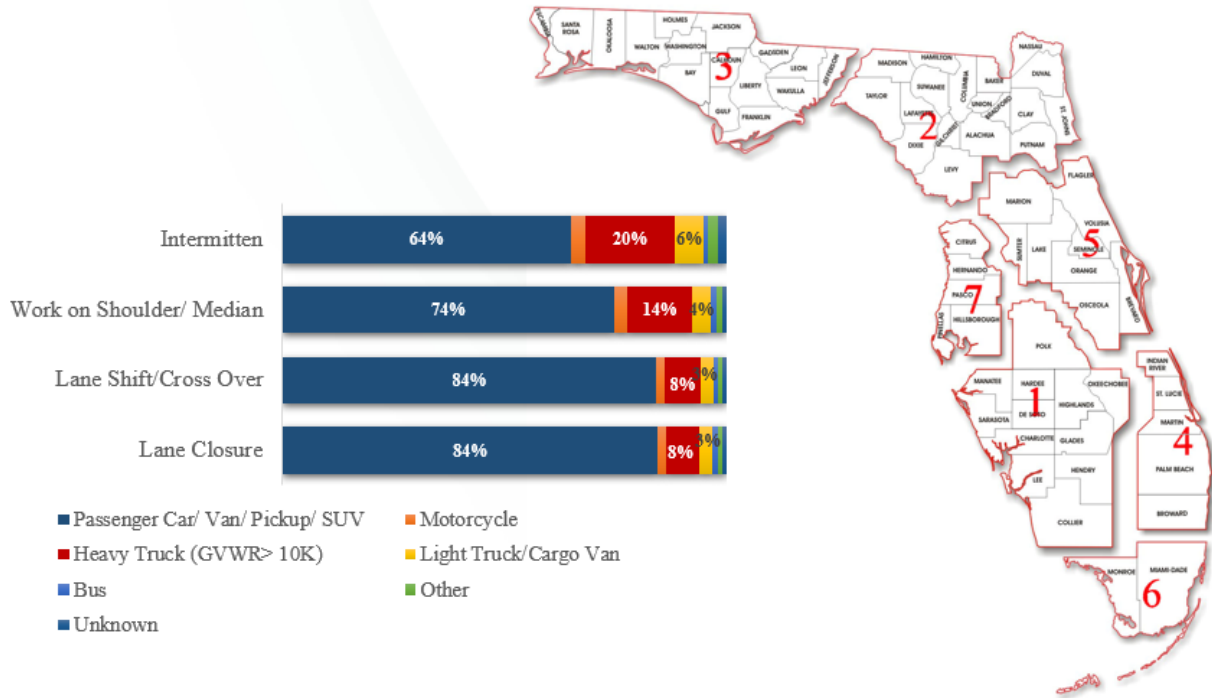 Intermitten
64%
20%
6%
Work on Shoulder/ Median
74%
14%
4%
Lane Shift/Cross Over
84%
8%
3%
Lane Closure
84%
8%
3%
Passenger Car/ Van/ Pickup/ SUV
Motorcycle
Heavy Truck (GVWR> 10K)
Light Truck/Cargo Van
Bus
Other
Unknown
ESCAMBIA
SANTA
ROSA
OKALOOSA
WALTON
HOLMES
WASHINGTON
JACKSON
BAY
CALHOUN
3
GULF
LIBERTY
GADSDEN
LEON
WAKULLA
FRANKLIN
JEFFERSON
MADISON
HAMILTON
TAYLOR
SUWANEE
LAFAYETTE
2
DIXIE
COLUMBIA
GILCHRIST
LEVY
BAKER
UNION
BRADFORD
ALACHUA
NASSAU
DUVAL
CLAY
ST. JOHNS
PUTNAM
FLAGLER
MARION
VOLUSIA
5
SUMTER
LAKE
SEMINOLE
ORANGE
OSCEOLA
BREVARD
CITRUS
HERNANDO
PASCO
7
PINELLAS
HILLSBOROUGH
POLK
MANATEE
HARDEE
OKEECHOBEE
1
SARASOTA
DE SOTO
HIGHLANDS
CHARLOTTE
GLADES
LEE
HENDRY
COLLIER
INDIAN
RIVER
ST. LUCIE
MARTIN
4
PALM BEACH
BROWARD
MONROE
MIAMI-DADE
6